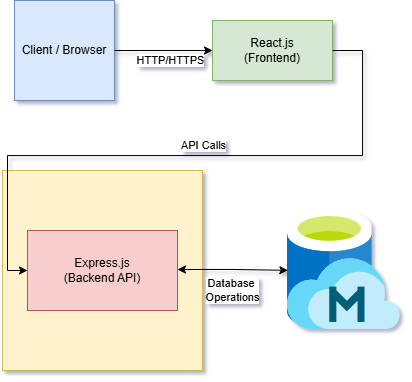 Client / Browser
HTTP/HTTPS
React.js
(Frontend)
API Calls
Express.js
(Backend API)
Database
Operations
M